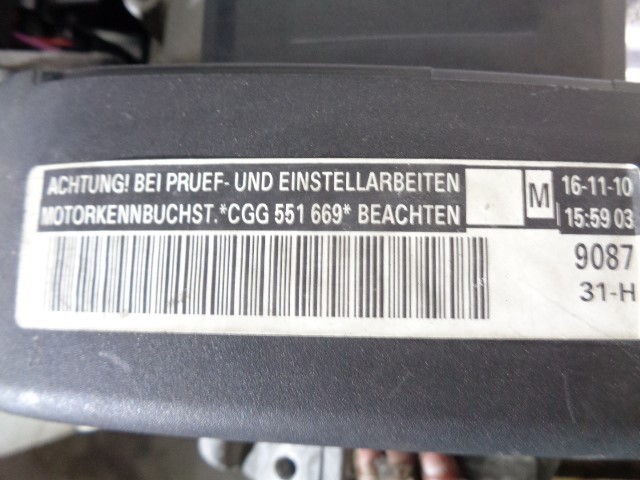 ACHTUNG! BEI PRUEF- UND EINSTELLARBEITEN M 16-11-10
MOTORKENNBUCHST.*CGG 551 669* BEACHTEN 15:59 03
9087
31-H